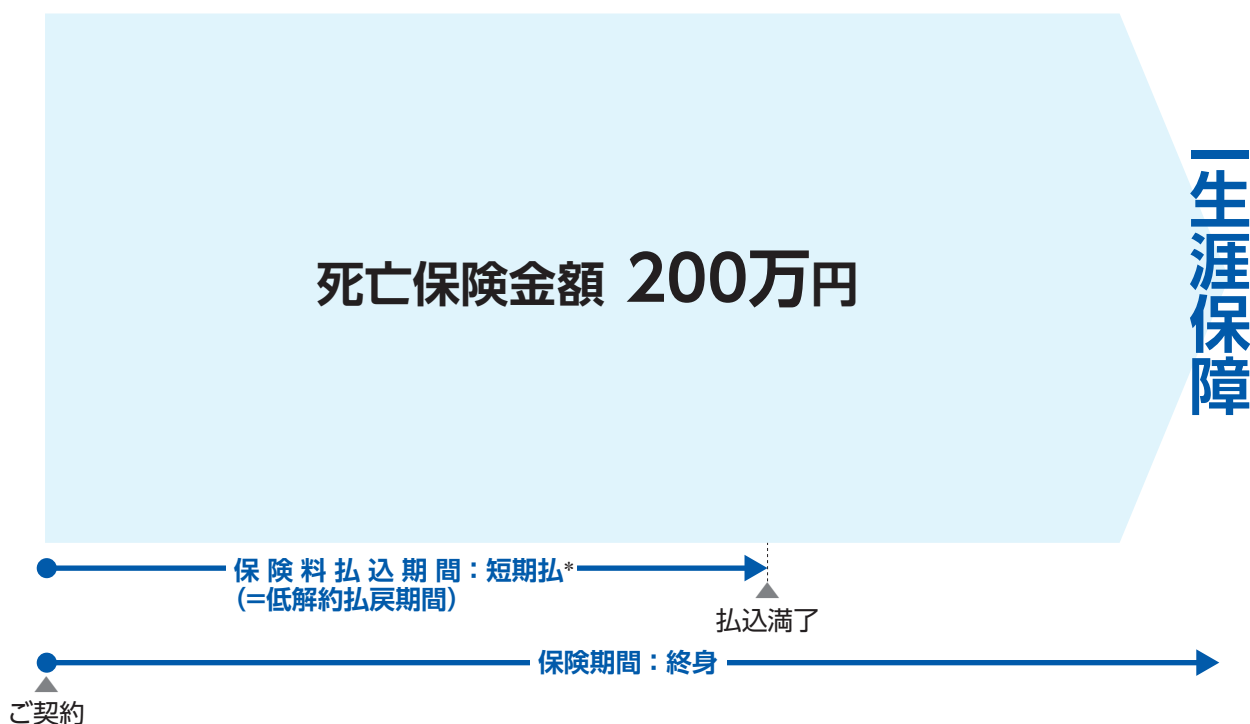 死亡保険金額 200万円
一生涯保障
保険料払込期間:短期払*
(=低解約払戻期間)
払込満了
保険期間:終身
ご契約